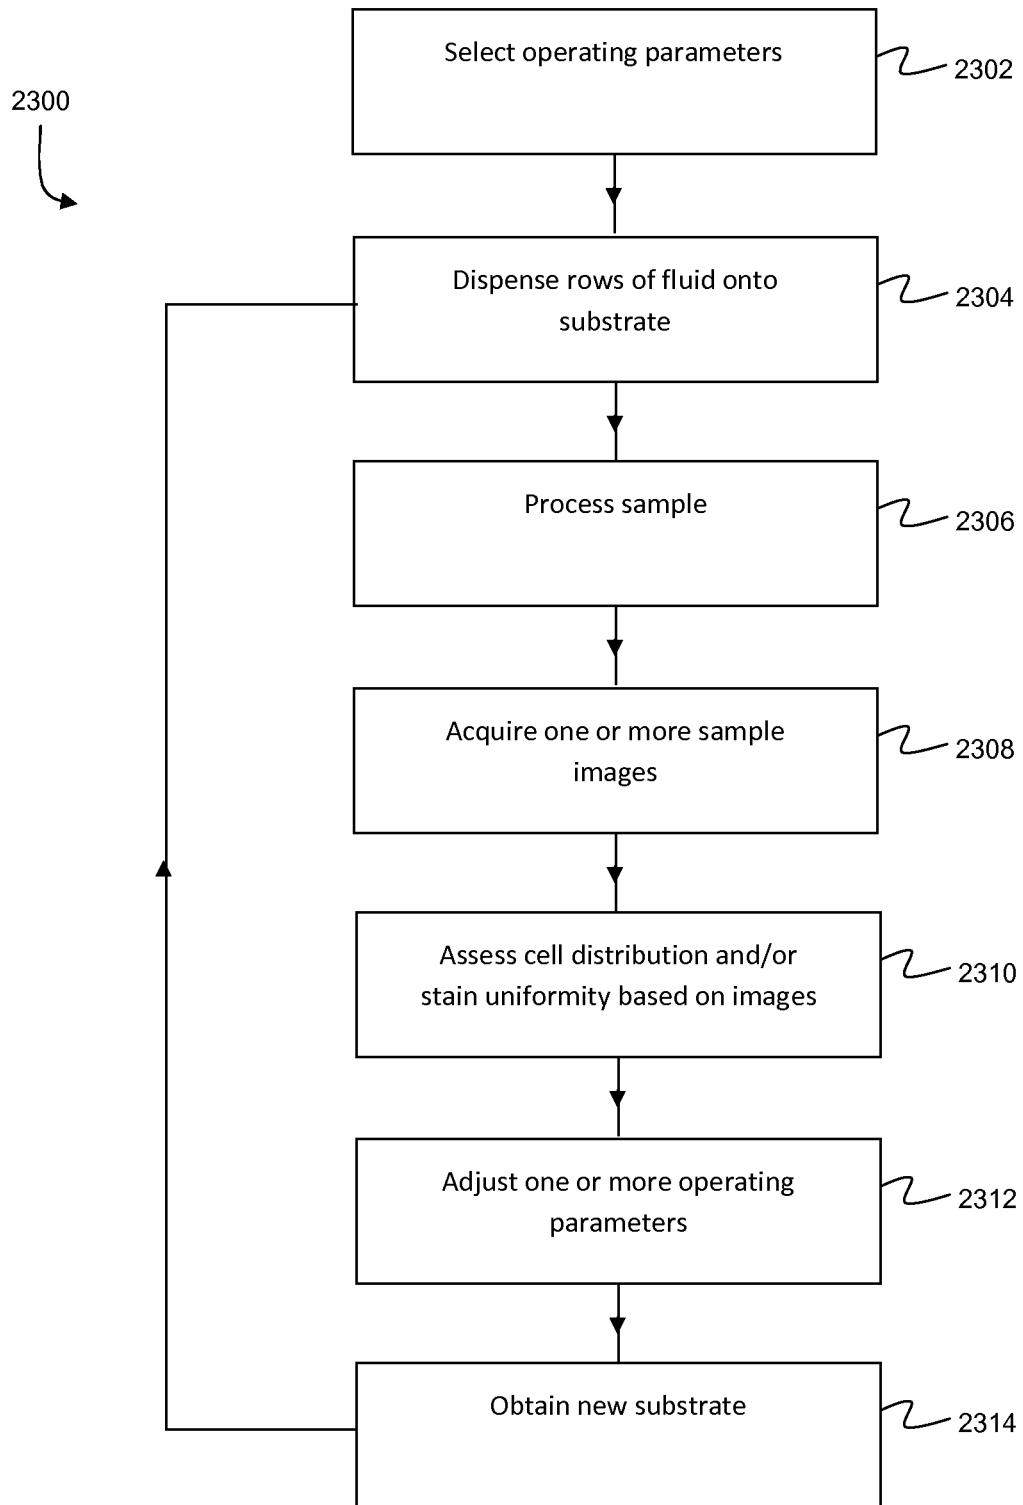 Select operating parameters
2302
2300
Dispense rows of fluid onto
substrate
2304
Process sample
2306
Acquire one or more sample
images
2308
Assess cell distribution and/or
stain uniformity based on images
2310
Adjust one or more operating
parameters
2312
Obtain new substrate
2314